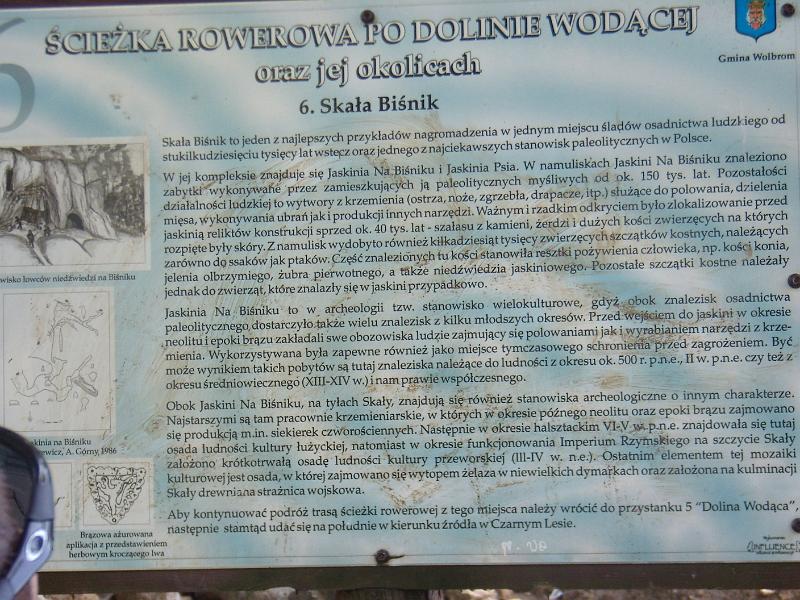 6
ŚCIEŻKA ROWEROWA PO DOLINIE WODĄCEJ
oraz jej okolicach
Gmina Wolbrom
6. Skała Biśnik
Skała Biśnik to jeden z najlepszych przykładów nagromadzenia w jednym miejscu śladów osadnictwa ludzkiego od
stukilkudziesięciu tysięcy lat wstecz oraz jednego z najciekawszych stanowisk paleolitycznych w Polsce.
W jej kompleksie znajduje się Jaskinia Na Biśniku i Jaskinia Psia. W namuliskach Jaskini Na Biśniku znaleziono
zabytki wykonywane przez zamieszkujących ją paleolitycznych myśliwych od ok. 150 tys. lat. Pozostałości
działalności ludzkiej to wytwory z krzemienia (ostrza, noże, zgrzebła, drapacze, itp.) służące do polowania, dzielenia
mięsa, wykonywania ubrań jak i produkcji innych narzędzi. Ważnym i rzadkim odkryciem było zlokalizowanie przed
jaskinią reliktów konstrukcji sprzed ok. 40 tys. lat - szałasu z kamieni, żerdzi i dużych kości zwierzęcych na których
rozpięte były skóry. Z namulisk wydobyto również kilkadziesiąt tysięcy zwierzęcych szczątków kostnych, należących
zarówno do ssaków jak ptaków. Część znalezionych tu kości stanowiła resztki pożywienia człowieka, np. kości konia,
jelenia olbrzymiego, żubra pierwotnego, a także niedźwiedzia jaskiniowego. Pozostałe szczątki kostne należały
jednak do zwierząt, które znalazły się w jaskini przypadkowo.
Jaskinia Na Biśniku to w archeologii tzw. stanowisko wielokulturowe, gdyż obok znalezisk osadnictwa
paleolitycznego dostarczyło także wielu znalezisk z kilku młodszych okresów. Przed wejściem do jaskini w okresie
neolitu i epoki brązu zakładali swe obozowiska ludzie zajmujący się polowaniami jak i wyrabianiem narzędzi z krze-
mienia. Wykorzystywana była zapewne również jako miejsce tymczasowego schronienia przed zagrożeniem. Być
może wynikiem takich pobytów są tutaj znaleziska należące do ludności z okresu ok. 500 r. p.n.e., II w. p.n.e. czy też z
okresu średniowiecznego (XIII-XIV w.) i nam prawie współczesnego.
Obok Jaskini Na Biśniku, na tyłach Skały, znajdują się również stanowiska archeologiczne o innym charakterze.
Najstarszymi są tam pracownie krzemieniarskie, w których w okresie późnego neolitu oraz epoki brązu zajmowano
się produkcją m.in. siekierek czworościennych. Następnie w okresie halsztackim VI-V w.p.n.e. znajdowała się tutaj
osada ludności kultury łużyckiej, natomiast w okresie funkcjonowania Imperium Rzymskiego na szczycie Skały
założono krótkotrwałą osadę ludności kultury przeworskiej (III-IV w. n.e.). Ostatnim elementem tej mozaiki
kulturowej jest osada, w której zajmowano się wytopem żelaza w niewielkich dymarkach oraz założona na kulminacji
Skały drewniana strażnica wojskowa.
Aby kontynuować podróż trasą ścieżki rowerowej z tego miejsca należy wrócić do przystanku 5 "Dolina Wodąca",
następnie stamtąd udać się na południe w kierunku źródła w Czarnym Lesie.
wisko łowców niedźwiedzi na Biśniku
skinia na Biśniku
ewicz, A. Górny 1986
Brązowa ażurowana
aplikacja z przedstawieniem
herbowym kroczącego lwa
INFLUENCE